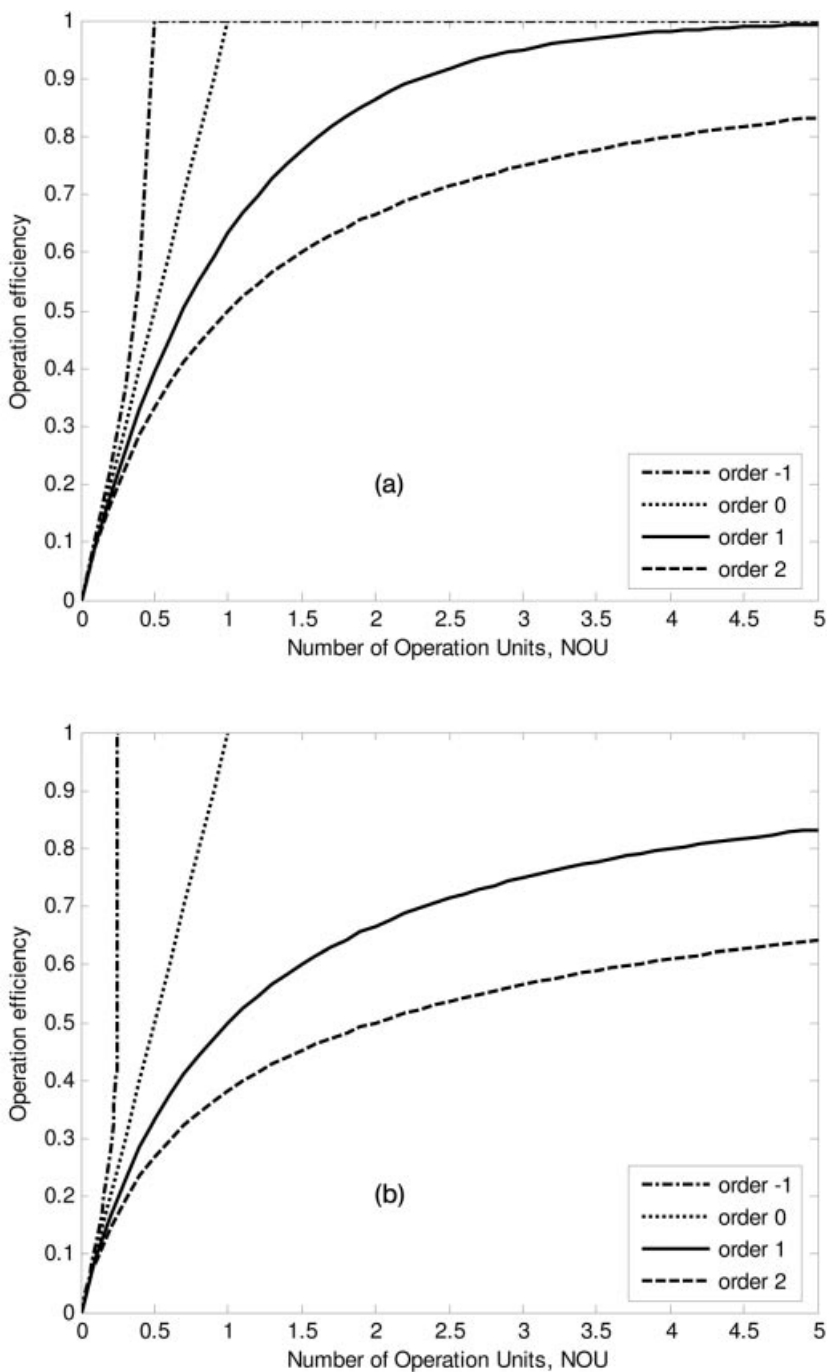 1
0.9
0.8
0.7
0.6
0.5
0.4
0.3
0.2
0.1
0
Operation efficiency
(a)
order -1
order 0
order 1
order 2
0 0.5 1 1.5 2 2.5 3 3.5 4 4.5 5
Number of Operation Units, NOU
1
0.9
0.8
0.7
0.6
0.5
0.4
0.3
0.2
0.1
0
Operation efficiency
(b)
order -1
order 0
order 1
order 2
0 0.5 1 1.5 2 2.5 3 3.5 4 4.5 5
Number of Operation Units, NOU